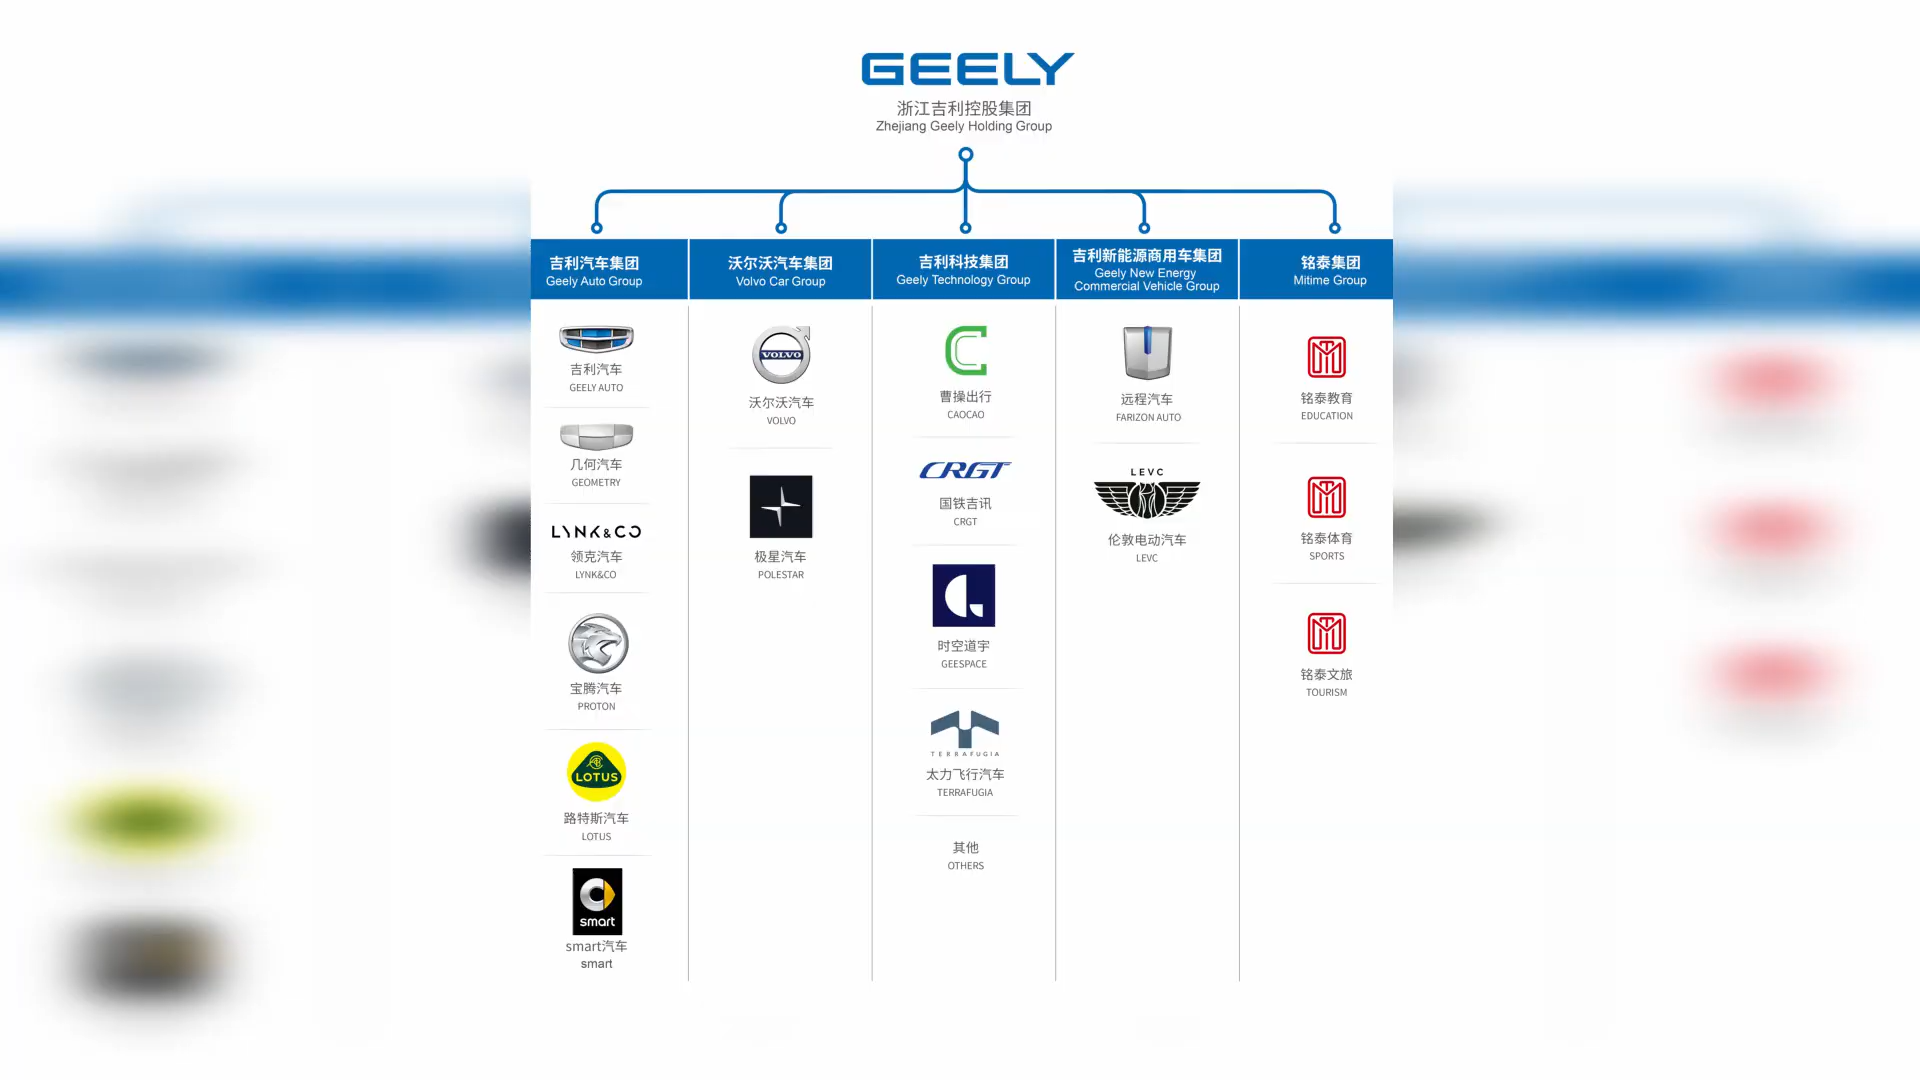 GEELY
浙江吉利控股集团
Zhejiang Geely Holding Group
吉利汽车集团
Geely Auto Group
吉利汽车
GEELY AUTO
几何汽车
GEOMETRY
LYNK&CO
领克汽车
LYNK&CO
宝腾汽车
PROTON
LOTUS
路特斯汽车
LOTUS
smart
smart汽车
smart
沃尔沃汽车集团
Volvo Car Group
VOLVO
沃尔沃汽车
VOLVO
极星汽车
POLESTAR
吉利科技集团
Geely Technology Group
曹操出行
CAOCAO
CRGT
国铁吉讯
CRGT
时空道宇
GEESPACE
TERRAFUGIA
太力飞行汽车
TERRAFUGIA
其他
OTHERS
吉利新能源商用车集团
Geely New Energy
Commercial Vehicle Group
远程汽车
FARIZON AUTO
LEVC
伦敦电动汽车
LEVC
铭泰集团
Mitime Group
铭泰教育
EDUCATION
铭泰体育
SPORTS
铭泰文旅
TOURISM